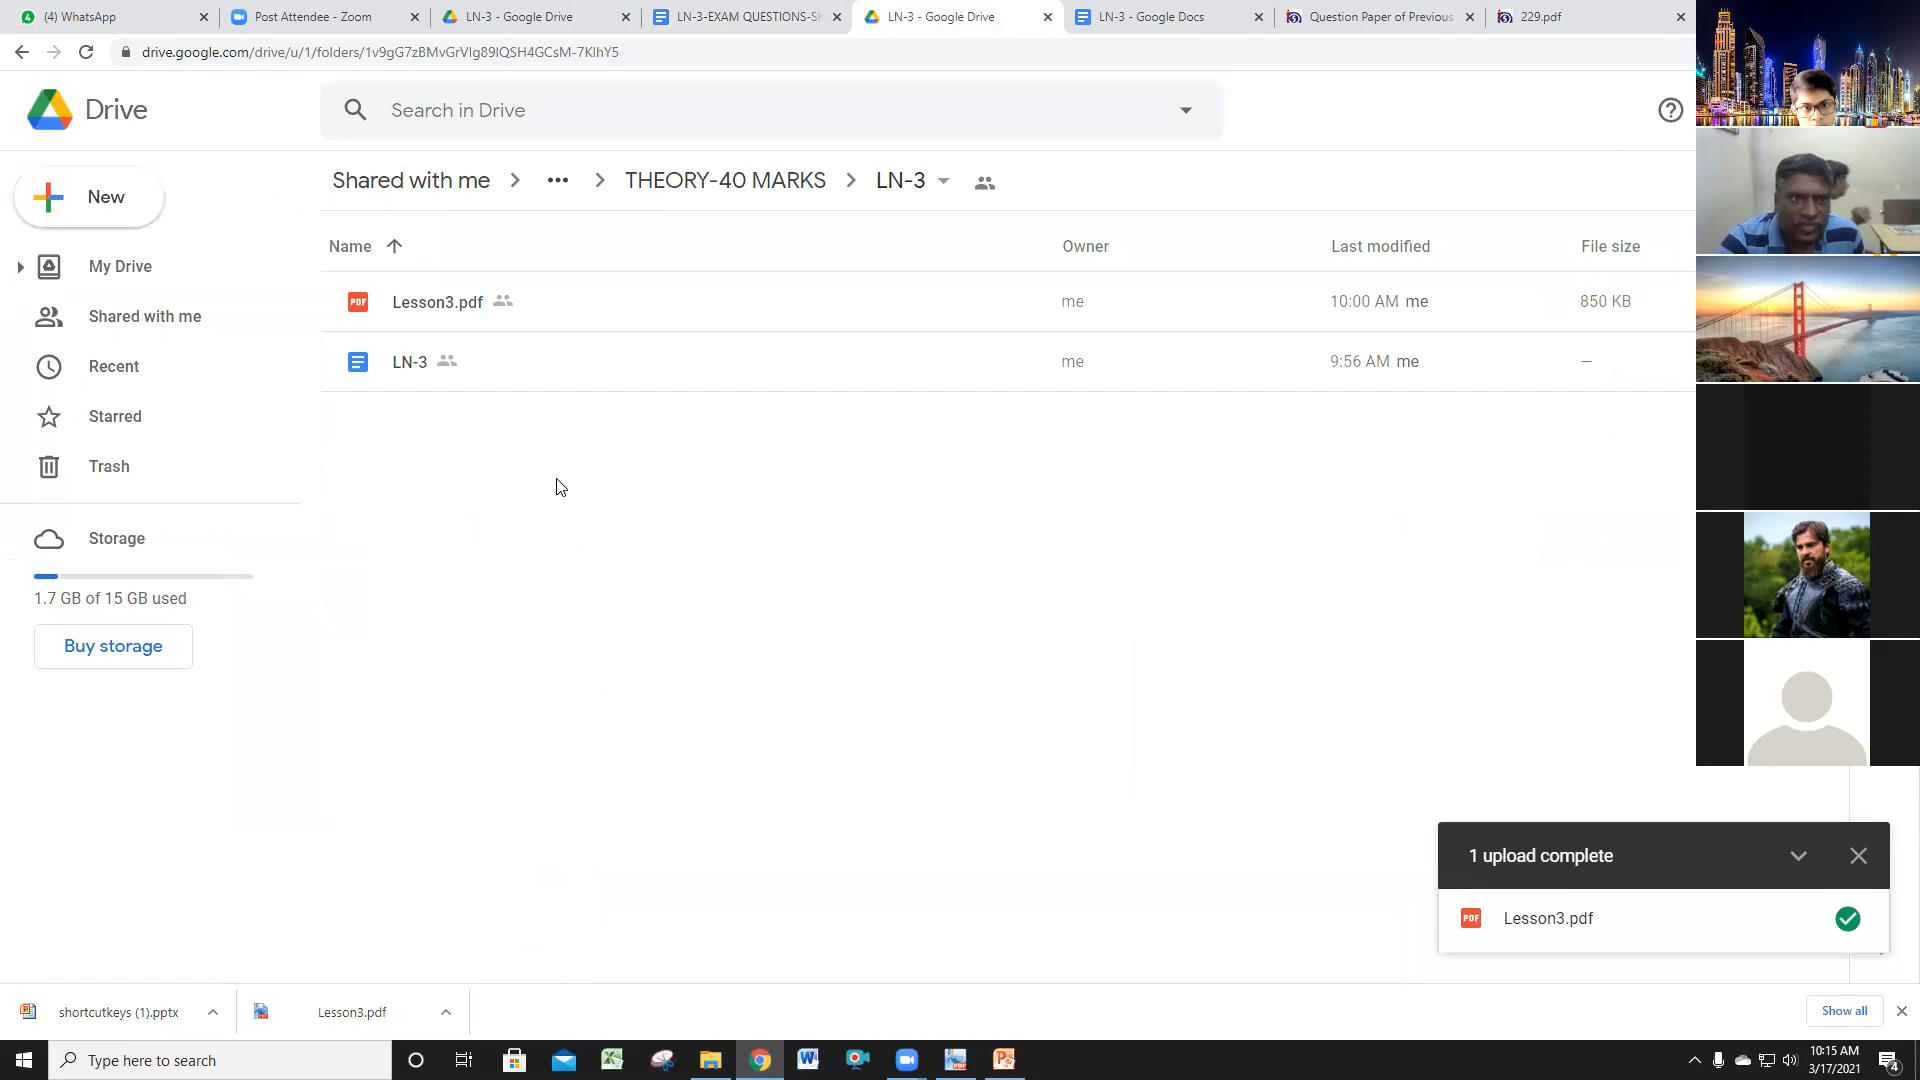 (4) WhatsApp
Post Attendee - Zoom
LN-3 - Google Drive
LN-3-EXAM QUESTIONS-Sh
LN-3 - Google Drive
LN-3 - Google Docs
Question Paper of Previous
229.pdf
drive.google.com/drive/u/1/folders/1v9gG7zBMvGrVlg89IQSH4GCsM-7KlhY5
Drive
Search in Drive
New
Shared with me
THEORY-40 MARKS
LN-3
Name
Owner
Last modified
File size
My Drive
Shared with me
Recent
Starred
Trash
Storage
1.7 GB of 15 GB used
Buy storage
PDF
Lesson3.pdf
me
10:00 AM me
850 KB
LN-3
me
9:56 AM me
—
1 upload complete
PDF
Lesson3.pdf
shortcutkeys (1).pptx
Lesson3.pdf
Show all
Type here to search
10:15 AM
3/17/2021
4